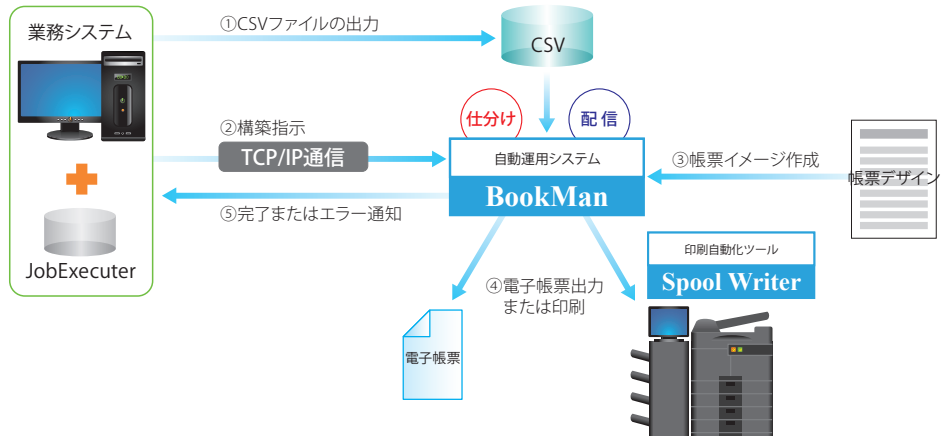 業務システム
①CSVファイルの出力
CSV
仕分け
配信
②構築指示
TCP/IP通信
自動運用システム
BookMan
③帳票イメージ作成
帳票デザイン
⑤完了またはエラー通知
JobExecuter
印刷自動化ツール
Spool Writer
④電子帳票出力
または印刷
電子帳票